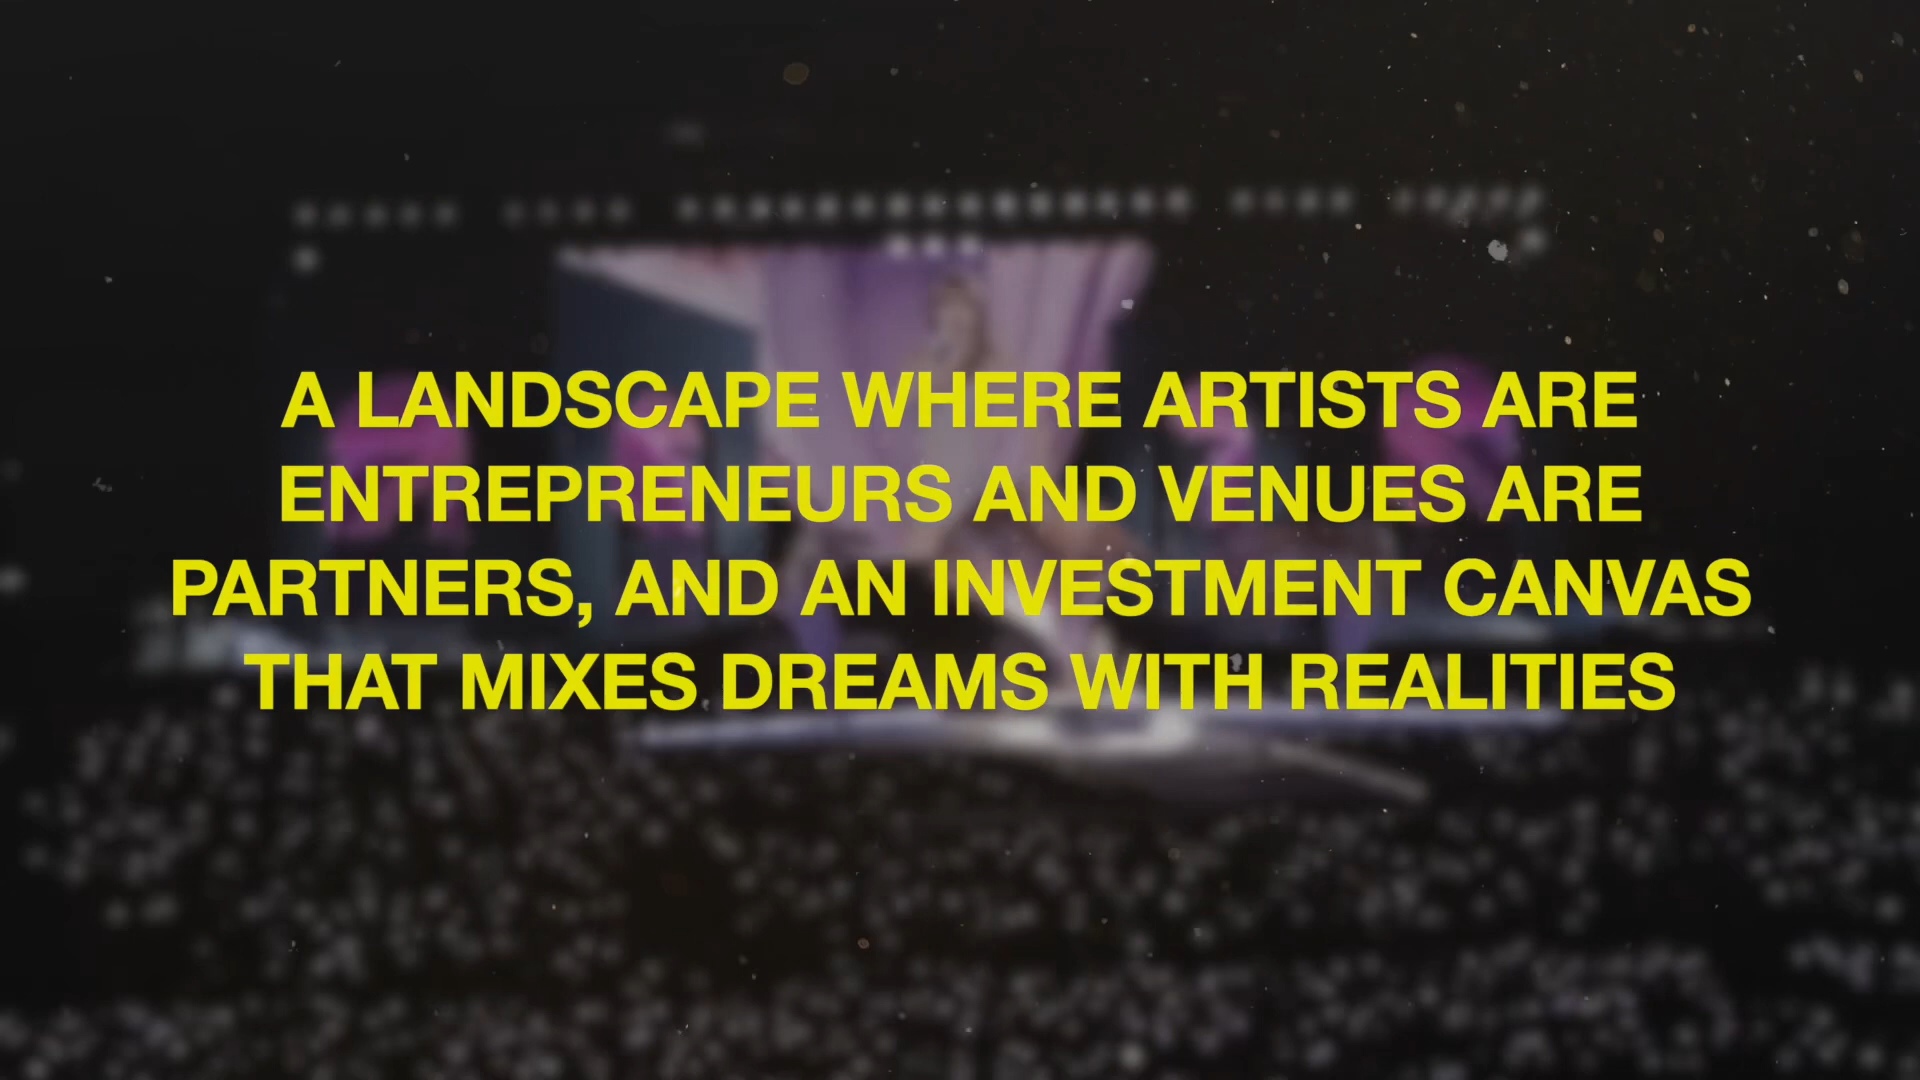 A LANDSCAPE WHERE ARTISTS ARE
ENTREPRENEURS AND VENUES ARE
PARTNERS, AND AN INVESTMENT CANVAS
THAT MIXES DREAMS WITH REALITIES